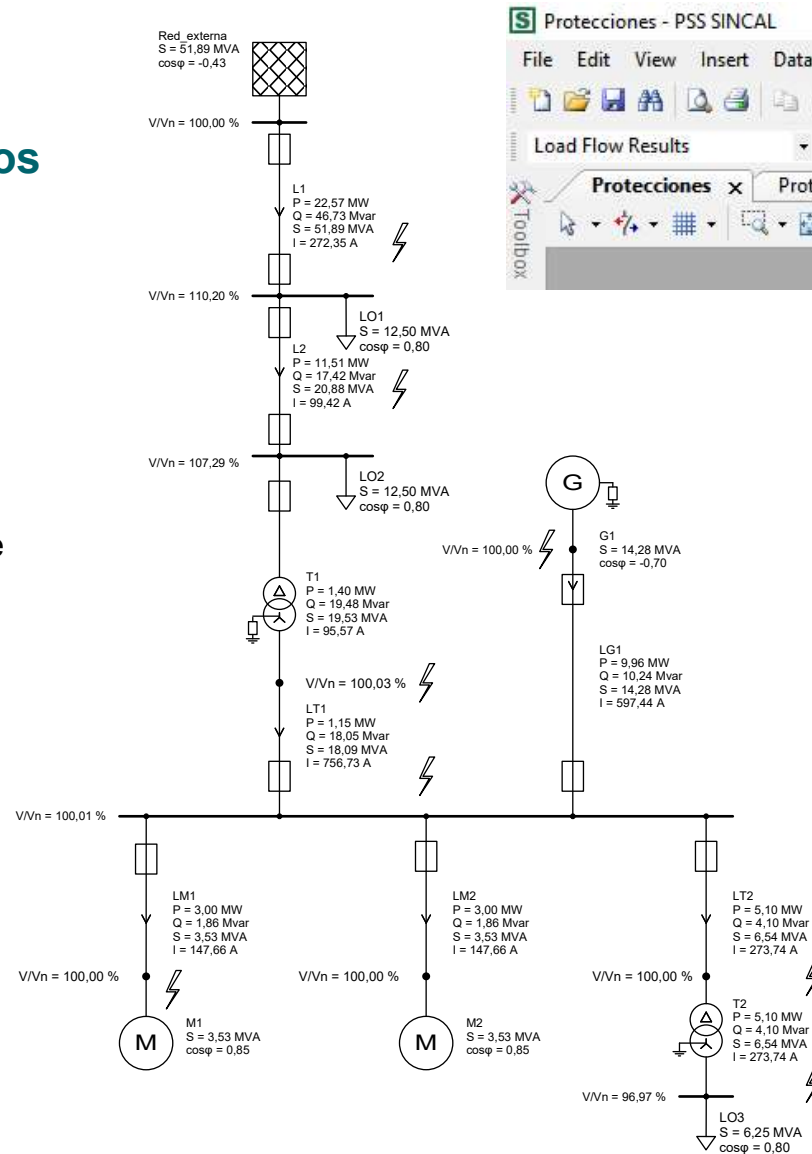 Protecciones - PSS SINCAL
File Edit View Insert Data
Load Flow Results
Protecciones x Prot
Toolbox
os
e
Red_externa
S = 51,89 MVA
cosφ = -0,43
V/Vn = 100,00 %
L1
P = 22,57 MW
Q = 46,73 Mvar
S = 51,89 MVA
I = 272,35 A
V/Vn = 110,20 %
LO1
S = 12,50 MVA
cosφ = 0,80
L2
P = 11,51 MW
Q = 17,42 Mvar
S = 20,88 MVA
I = 99,42 A
V/Vn = 107,29 %
LO2
S = 12,50 MVA
cosφ = 0,80
G
V/Vn = 100,00 %
G1
S = 14,28 MVA
cosφ = -0,70
T1
P = 1,40 MW
Q = 19,48 Mvar
S = 19,53 MVA
I = 95,57 A
LG1
P = 9,96 MW
Q = 10,24 Mvar
S = 14,28 MVA
I = 597,44 A
V/Vn = 100,03 %
LT1
P = 1,15 MW
Q = 18,05 Mvar
S = 18,09 MVA
I = 756,73 A
V/Vn = 100,01 %
LM1
P = 3,00 MW
Q = 1,86 Mvar
S = 3,53 MVA
I = 147,66 A
LM2
P = 3,00 MW
Q = 1,86 Mvar
S = 3,53 MVA
I = 147,66 A
LT2
P = 5,10 MW
Q = 4,10 Mvar
S = 6,54 MVA
I = 273,74 A
V/Vn = 100,00 %
V/Vn = 100,00 %
V/Vn = 100,00 %
M
M1
S = 3,53 MVA
cosφ = 0,85
M
M2
S = 3,53 MVA
cosφ = 0,85
T2
P = 5,10 MW
Q = 4,10 Mvar
S = 6,54 MVA
I = 273,74 A
V/Vn = 96,97 %
LO3
S = 6,25 MVA
cosφ = 0,80